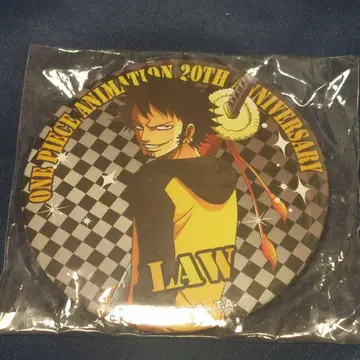 ONE PIECE ANIMATION 20TH ANNIVERSARY
LAW
T.A.